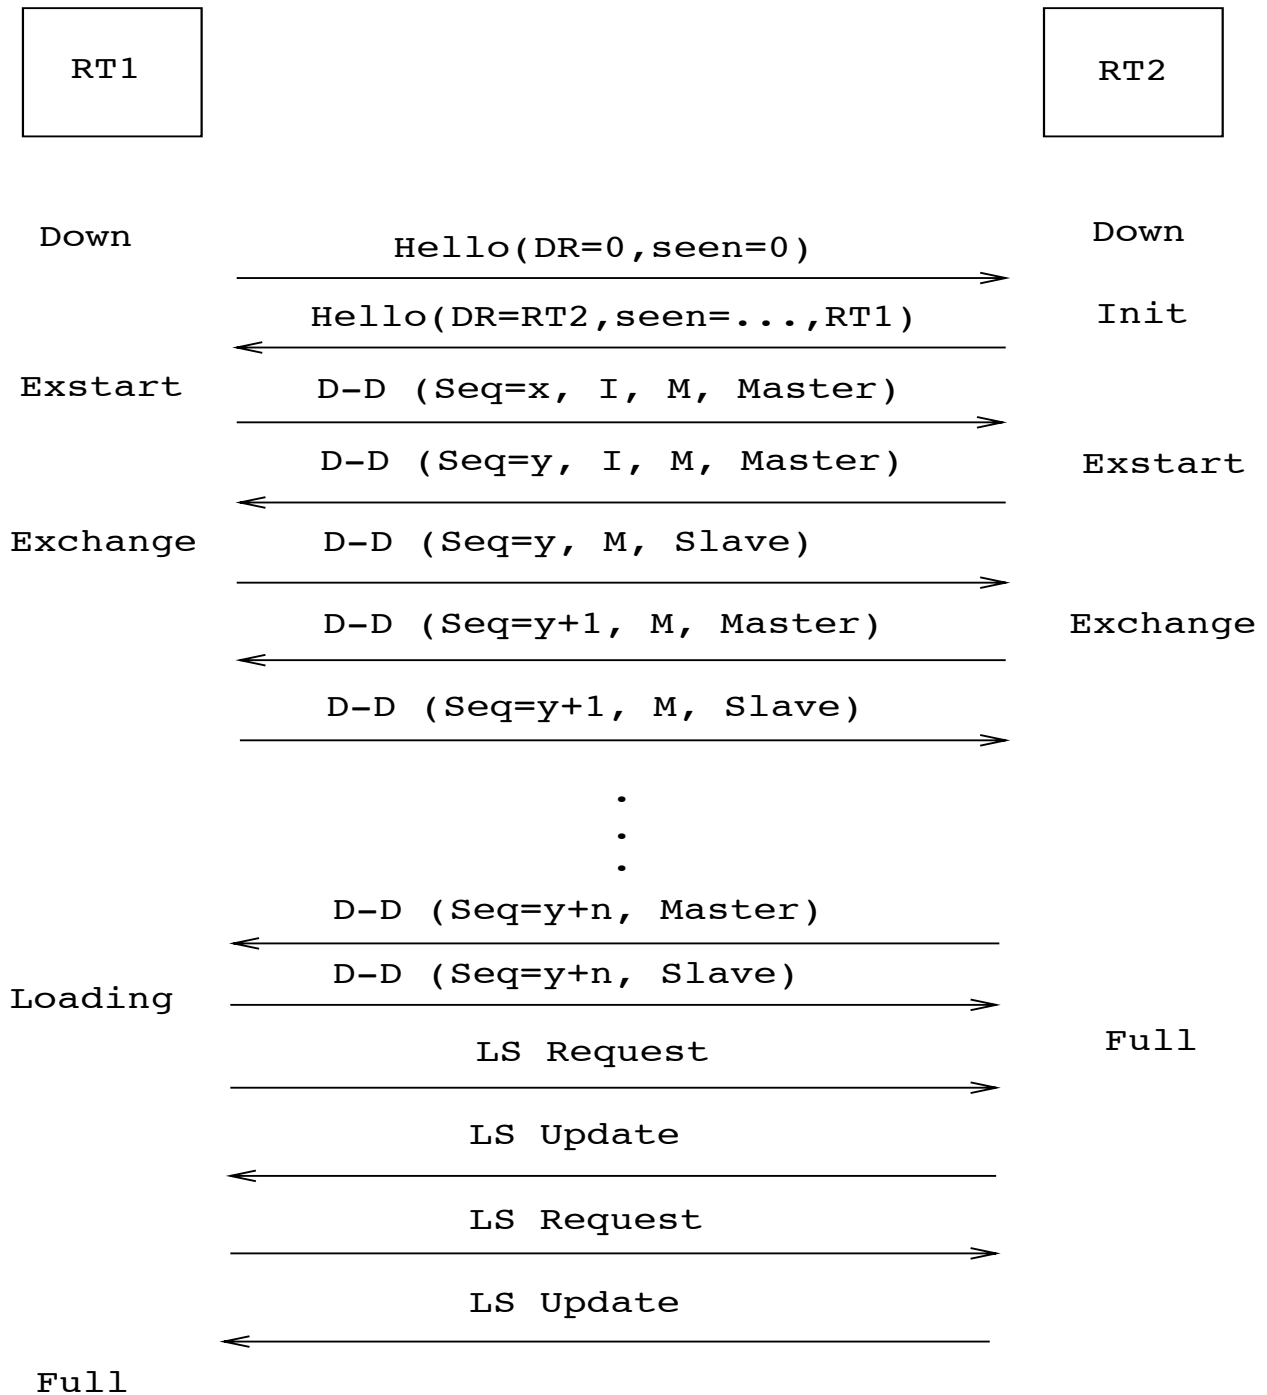 RT1
RT2
Down
Hello(DR=0,seen=0)
Down
Hello(DR=RT2,seen=...,RT1)
Init
Exstart
D-D (Seq=x, I, M, Master)
D-D (Seq=y, I, M, Master)
Exstart
Exchange
D-D (Seq=y, M, Slave)
D-D (Seq=y+1, M, Master)
Exchange
D-D (Seq=y+1, M, Slave)
.
.
.
D-D (Seq=y+n, Master)
D-D (Seq=y+n, Slave)
Loading
LS Request
Full
LS Update
LS Request
LS Update
Full